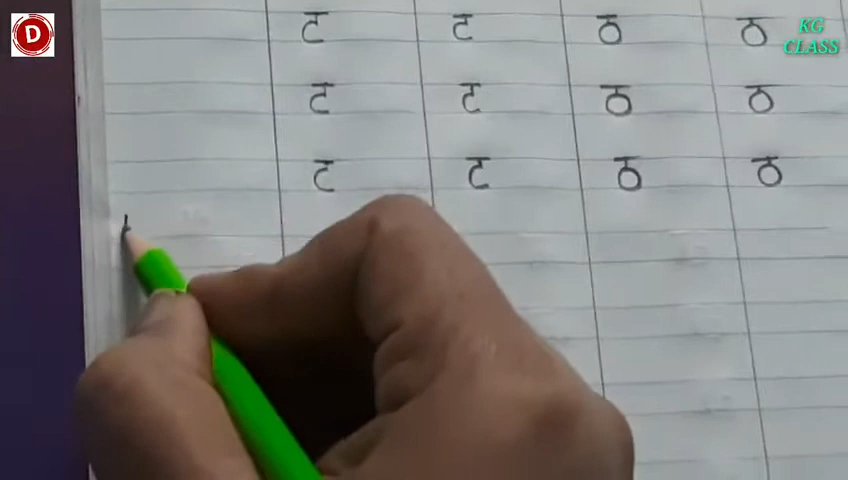 D
KG
CLASS
ट ट ठ ठ
ट ट ठ ठ
ट ट ठ ठ